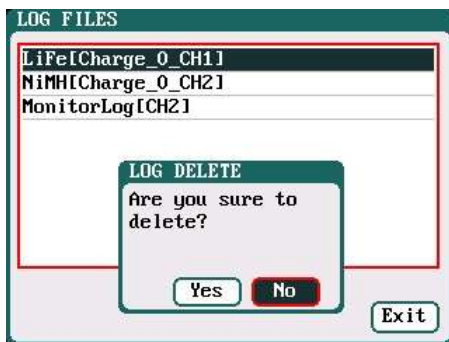 LOG FILES
LiFe[Charge_0_CH1]
NiMH[Charge_0_CH2]
MonitorLog[CH2]
LOG DELETE
Are you sure to
delete?
Yes No
Exit